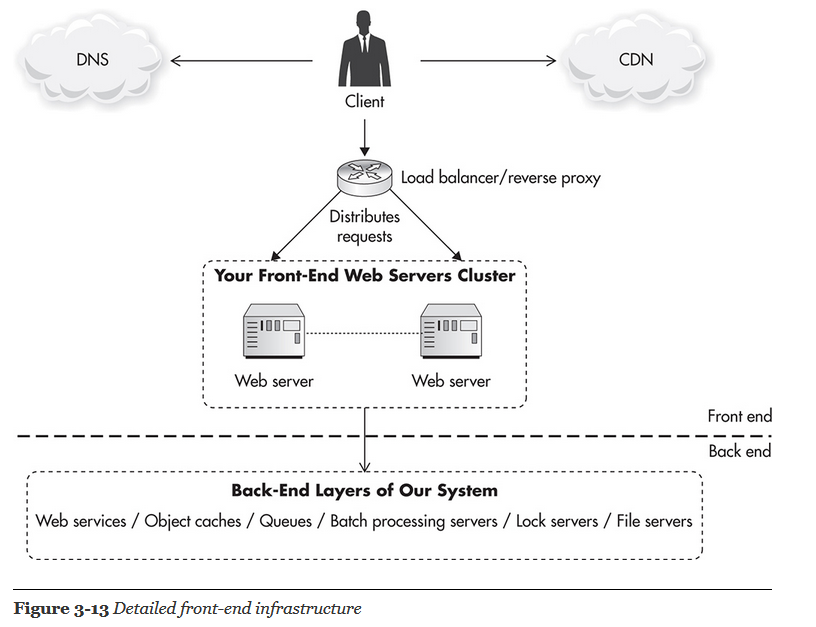 DNS
CDN
Client
Load balancer/reverse proxy
Distributes
requests
Your Front-End Web Servers Cluster
Web server
Web server
Front end
Back end
Back-End Layers of Our System
Web services / Object caches / Queues / Batch processing servers / Lock servers / File servers
Figure 3-13 Detailed front-end infrastructure